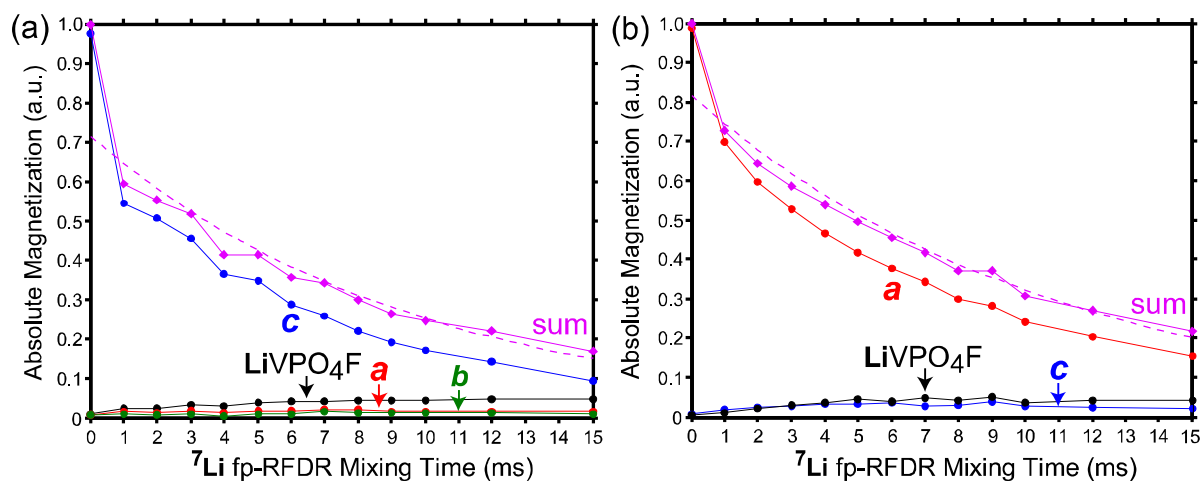 (a)
Absolute Magnetization (a.u.)
1.0
0.9
0.8
0.7
0.6
0.5
0.4
0.3
0.2
0.1
0
sum
c
LiVPO₄F
a
b
0 1 2 3 4 5 6 7 8 9 10 11 12 13 14 15
⁷Li fp-RFDR Mixing Time (ms)
(b)
Absolute Magnetization (a.u.)
1.0
0.9
0.8
0.7
0.6
0.5
0.4
0.3
0.2
0.1
0
sum
a
LiVPO₄F
c
0 1 2 3 4 5 6 7 8 9 10 11 12 13 14 15
⁷Li fp-RFDR Mixing Time (ms)